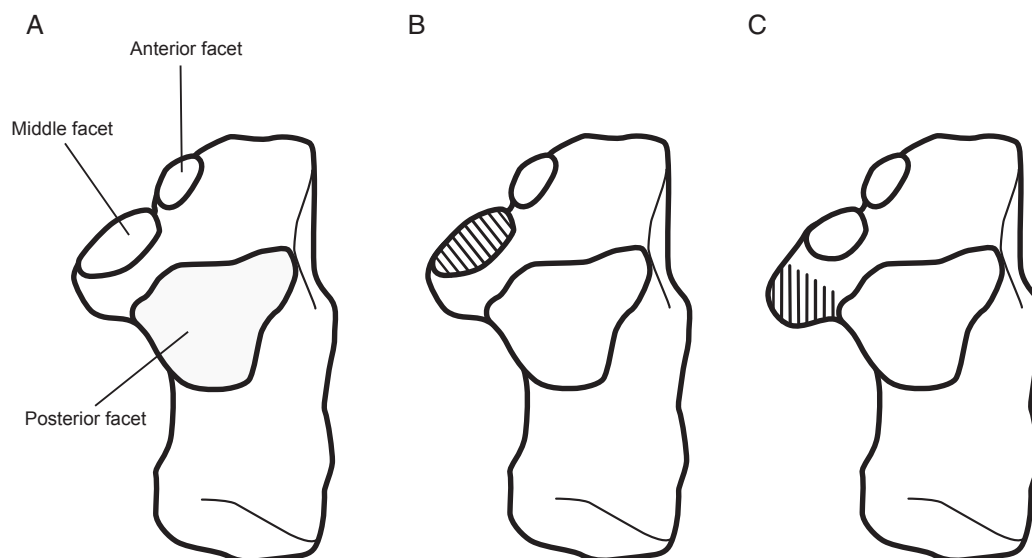 A
B
C
Anterior facet
Middle facet
Posterior facet